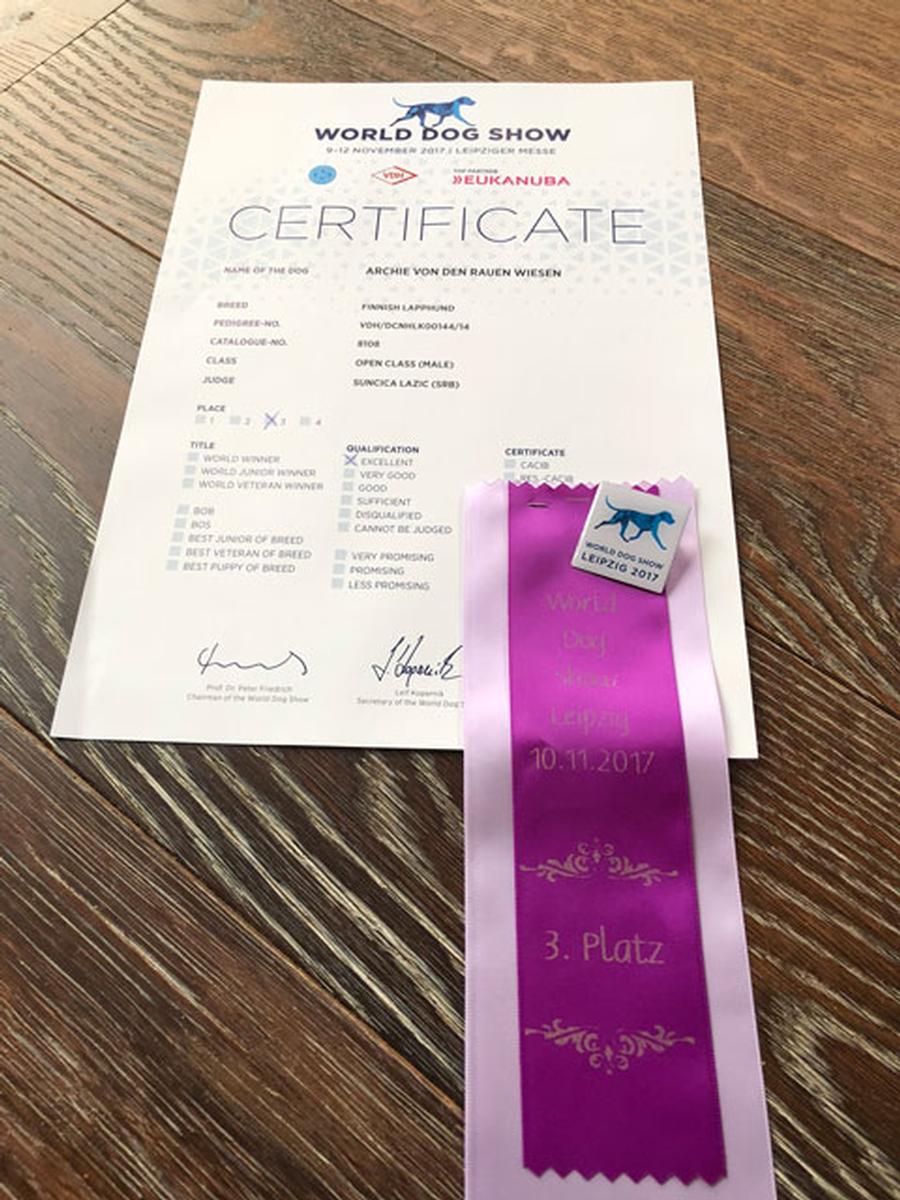 WORLD DOG SHOW
9-12 NOVEMBER 2017 | LEIPZIGER MESSE
VDH
TOP PARTNER
EUKANUBA
CERTIFICATE
NAME OF THE DOG ARCHIE VON DEN RAUEN WIESEN
BREED FINNISH LAPPHUND
PEDIGREE-NO. VDH/DCNHLK00144/14
CATALOGUE-NO. 8108
CLASS OPEN CLASS (MALE)
JUDGE SUNCICA LAZIC (SRB)
PLACE
1 2 3 4
TITLE
WORLD WINNER
WORLD JUNIOR WINNER
WORLD VETERAN WINNER
BOB
BOS
BEST JUNIOR OF BREED
BEST VETERAN OF BREED
BEST PUPPY OF BREED
QUALIFICATION
EXCELLENT
VERY GOOD
GOOD
SUFFICIENT
DISQUALIFIED
CANNOT BE JUDGED
VERY PROMISING
PROMISING
LESS PROMISING
CERTIFICATE
CACIB
RES.-CACIB
Prof. Dr. Peter Friedrich
Chairman of the World Dog Show
Leif Kopernik
Secretary of the World Dog
WORLD DOG SHOW
LEIPZIG 2017
World
Dog
Show
Leipzig
10.11.2017
3. Platz